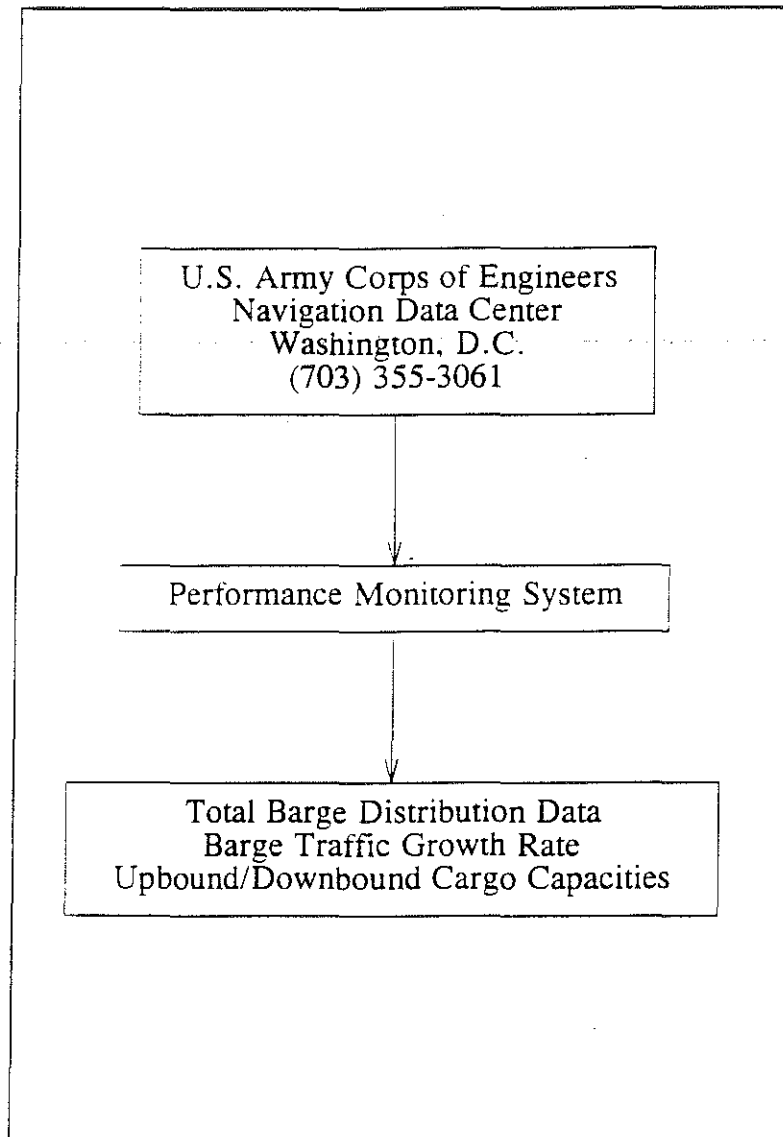 U.S. Army Corps of Engineers
Navigation Data Center
Washington, D.C.
(703) 355-3061
Performance Monitoring System
Total Barge Distribution Data
Barge Traffic Growth Rate
Upbound/Downbound Cargo Capacities